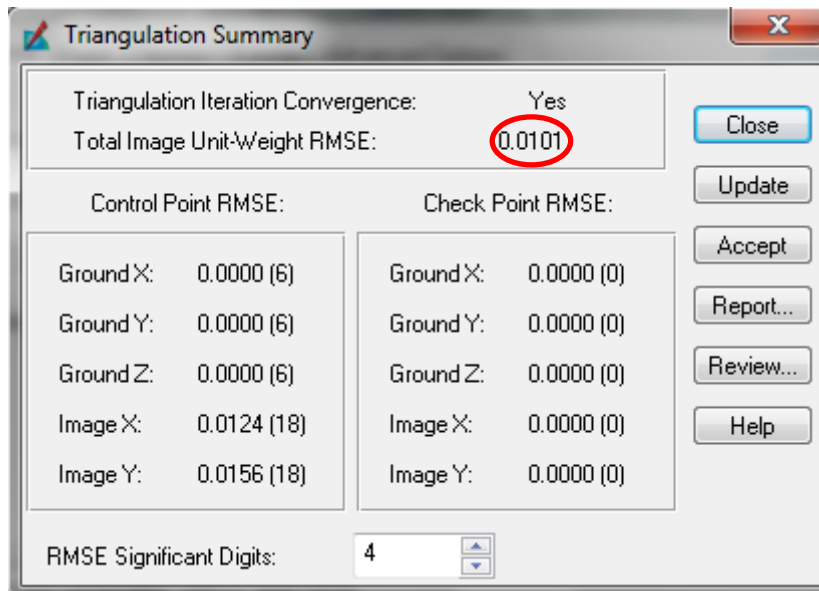 Triangulation Summary
Triangulation Iteration Convergence: Yes
Total Image Unit-Weight RMSE: 0.0101
Close
Update
Accept
Report...
Review...
Help
Control Point RMSE:
Ground X: 0.0000 (6)
Ground Y: 0.0000 (6)
Ground Z: 0.0000 (6)
Image X: 0.0124 (18)
Image Y: 0.0156 (18)
Check Point RMSE:
Ground X: 0.0000 (0)
Ground Y: 0.0000 (0)
Ground Z: 0.0000 (0)
Image X: 0.0000 (0)
Image Y: 0.0000 (0)
RMSE Significant Digits: 4